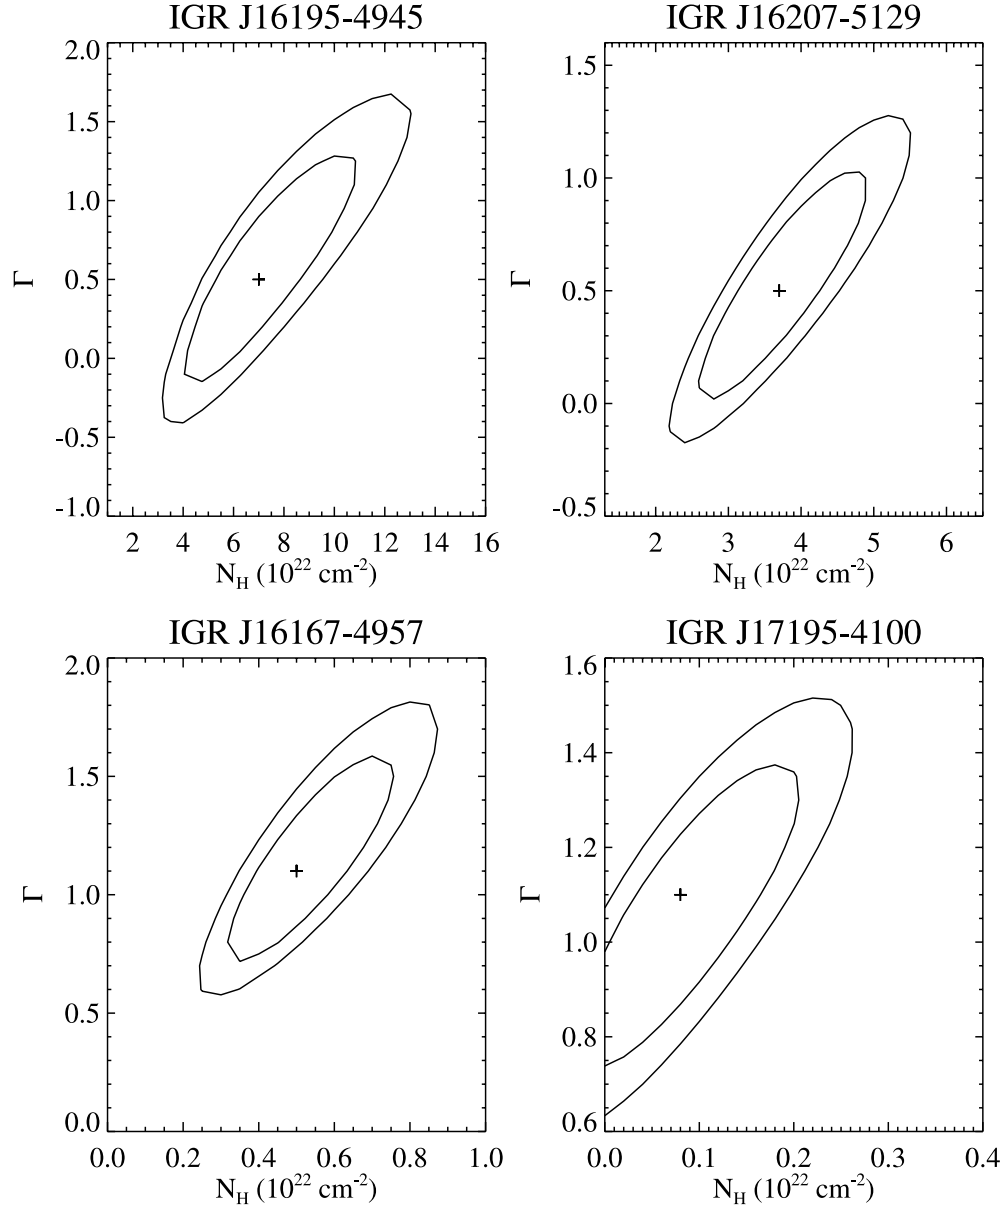 IGR J16195-4945
2.0
1.5
1.0
0.5
0.0
-0.5
-1.0
Γ
2 4 6 8 10 12 14 16
N_H (10^22 cm^-2)
IGR J16207-5129
1.5
1.0
0.5
0.0
-0.5
Γ
2 3 4 5 6
N_H (10^22 cm^-2)
IGR J16167-4957
2.0
1.5
1.0
0.5
0.0
Γ
0.0 0.2 0.4 0.6 0.8 1.0
N_H (10^22 cm^-2)
IGR J17195-4100
1.6
1.4
1.2
1.0
0.8
0.6
Γ
0.0 0.1 0.2 0.3 0.4
N_H (10^22 cm^-2)